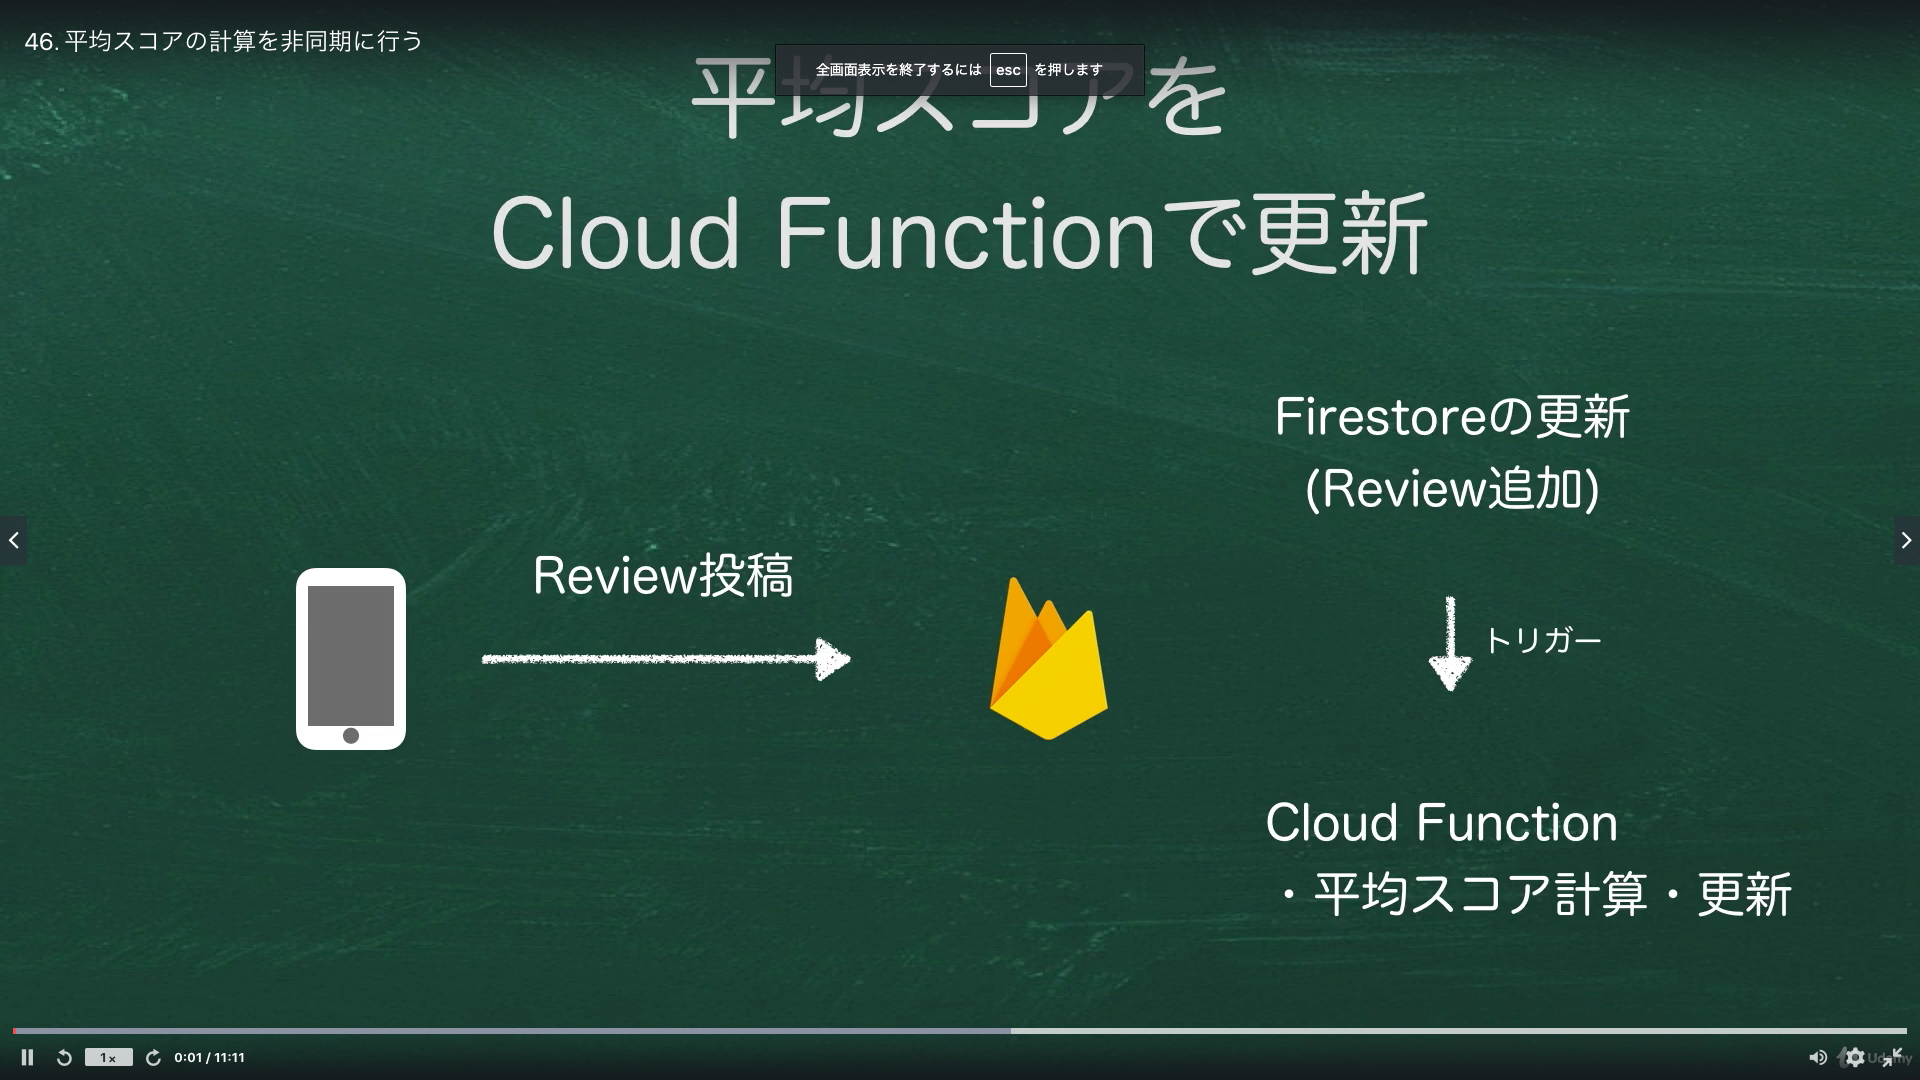 46. 平均スコアの計算を非同期に行う
全画面表示を終了するには esc を押します
平均スコアを
Cloud Functionで更新
Firestoreの更新
(Review追加)
Review投稿
トリガー
Cloud Function
・平均スコア計算・更新
1x
0:01 / 11:11
Udemy